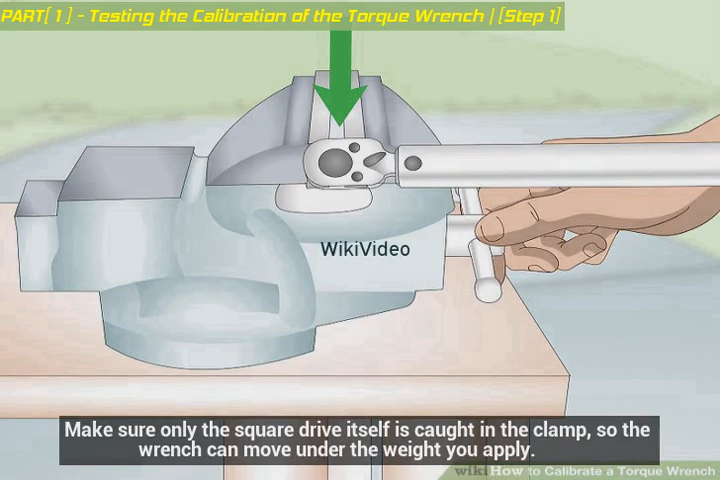 PART[ 1 ] - Testing the Calibration of the Torque Wrench | [Step 1]
WikiVideo
Make sure only the square drive itself is caught in the clamp, so the
wrench can move under the weight you apply.
wikiHow to Calibrate a Torque Wrench